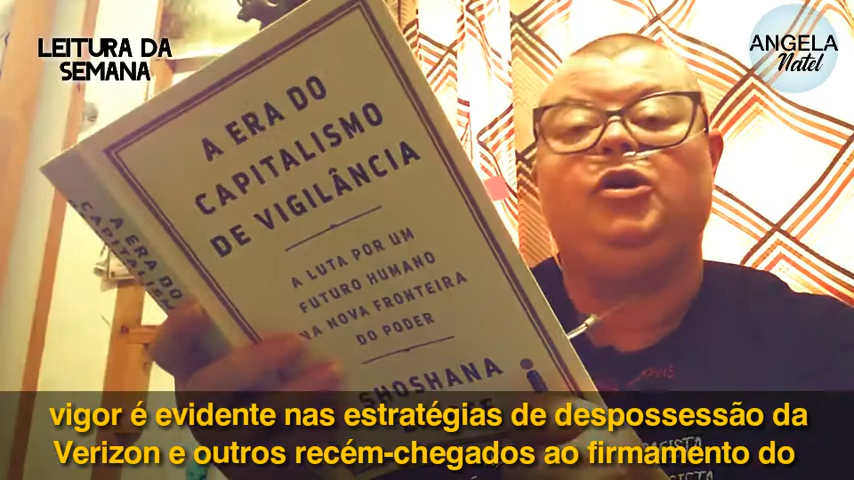 LEITURA DA
SEMANA
ANGELA
Natel
A ERA DO
CAPITALISMO
DE VIGILÂNCIA
A LUTA POR UM
FUTURO HUMANO
NA NOVA FRONTEIRA
DO PODER
SHOSHANA
A ERA DO
vigor é evidente nas estratégias de despossessão da
Verizon e outros recém-chegados ao firmamento do